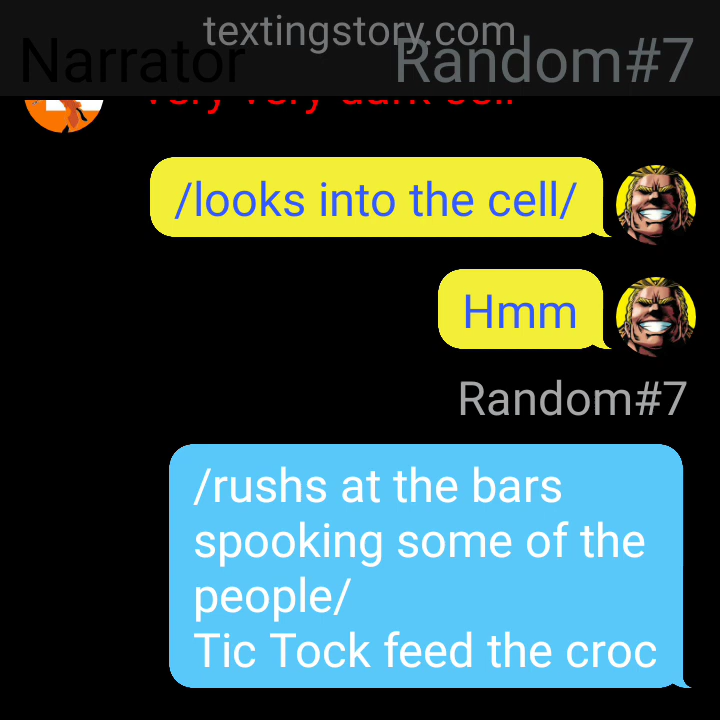 textingstory.com
Narrator
Random#7
/looks into the cell/
Hmm
Random#7
/rushs at the bars
spooking some of the
people/
Tic Tock feed the croc